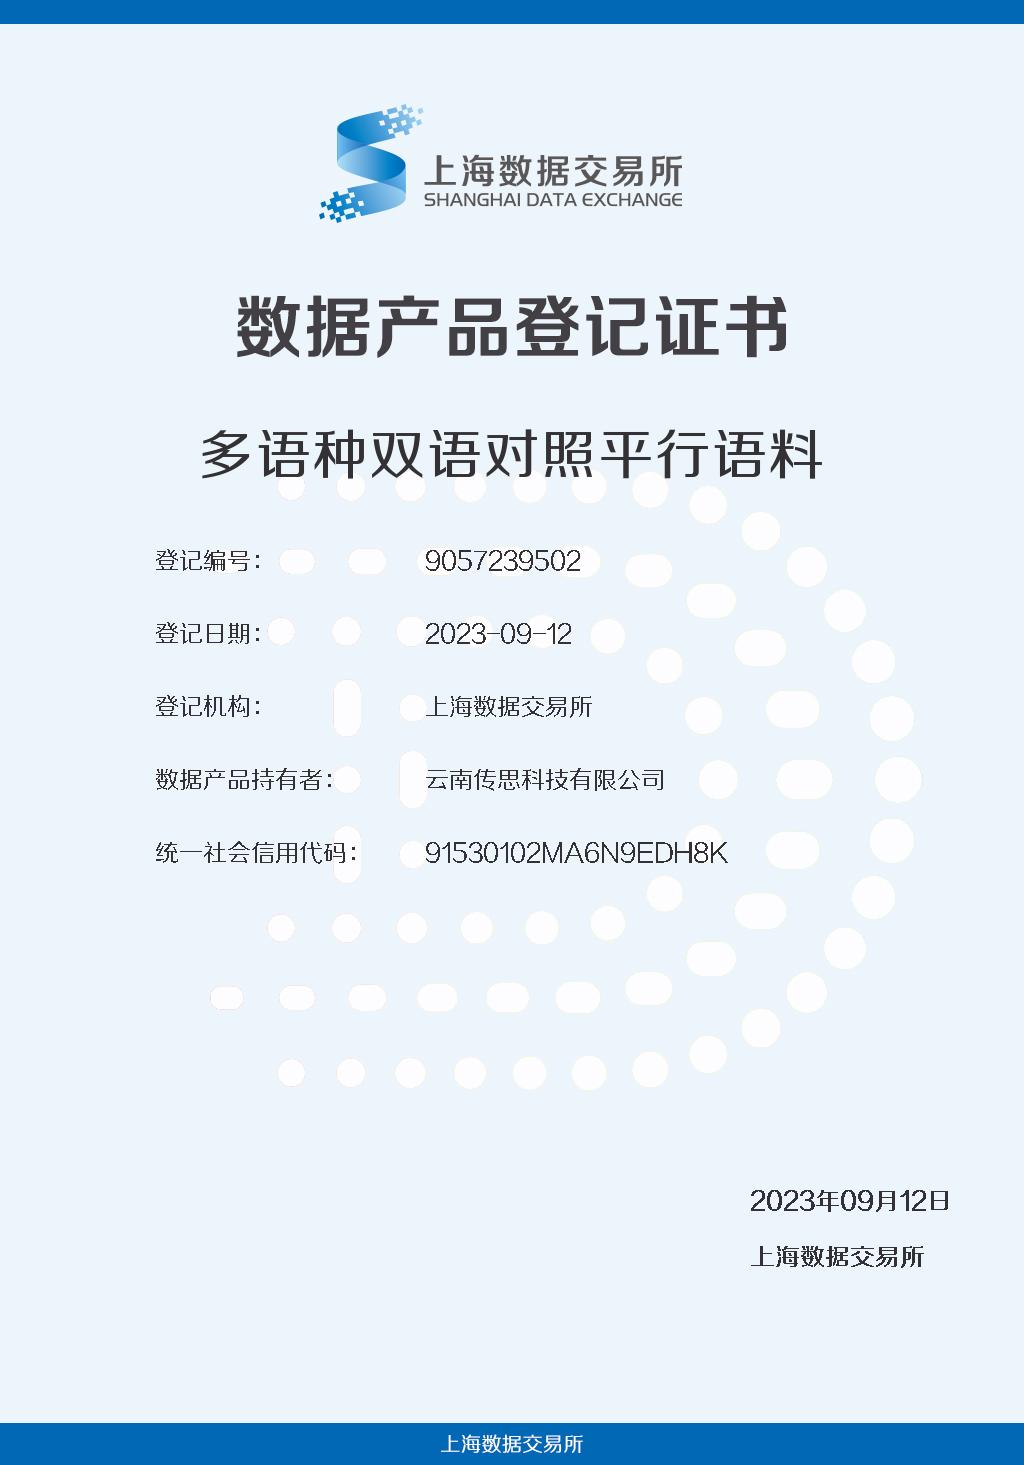 上海数据交易所
SHANGHAI DATA EXCHANGE
数据产品登记证书
多语种双语对照平行语料
登记编号： 9057239502
登记日期： 2023-09-12
登记机构： 上海数据交易所
数据产品持有者： 云南传思科技有限公司
统一社会信用代码： 91530102MA6N9EDH8K
2023年09月12日
上海数据交易所
上海数据交易所